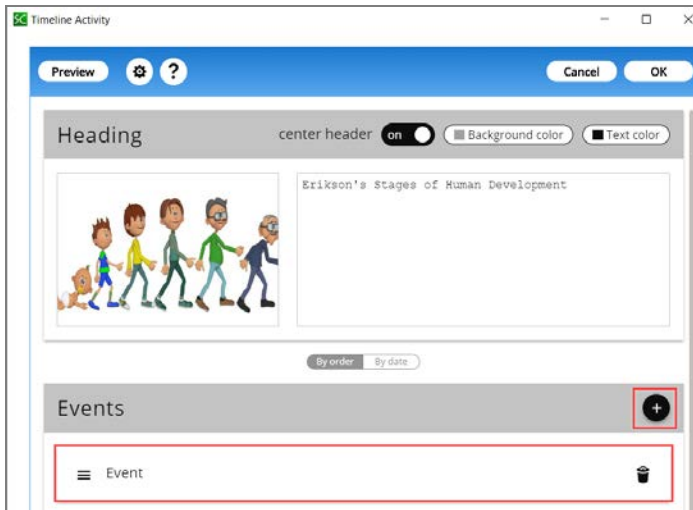 SC Timeline Activity
Preview ? Cancel OK
Heading center header on Background color Text color
Erikson's Stages of Human Development
By order By date
Events +
Event